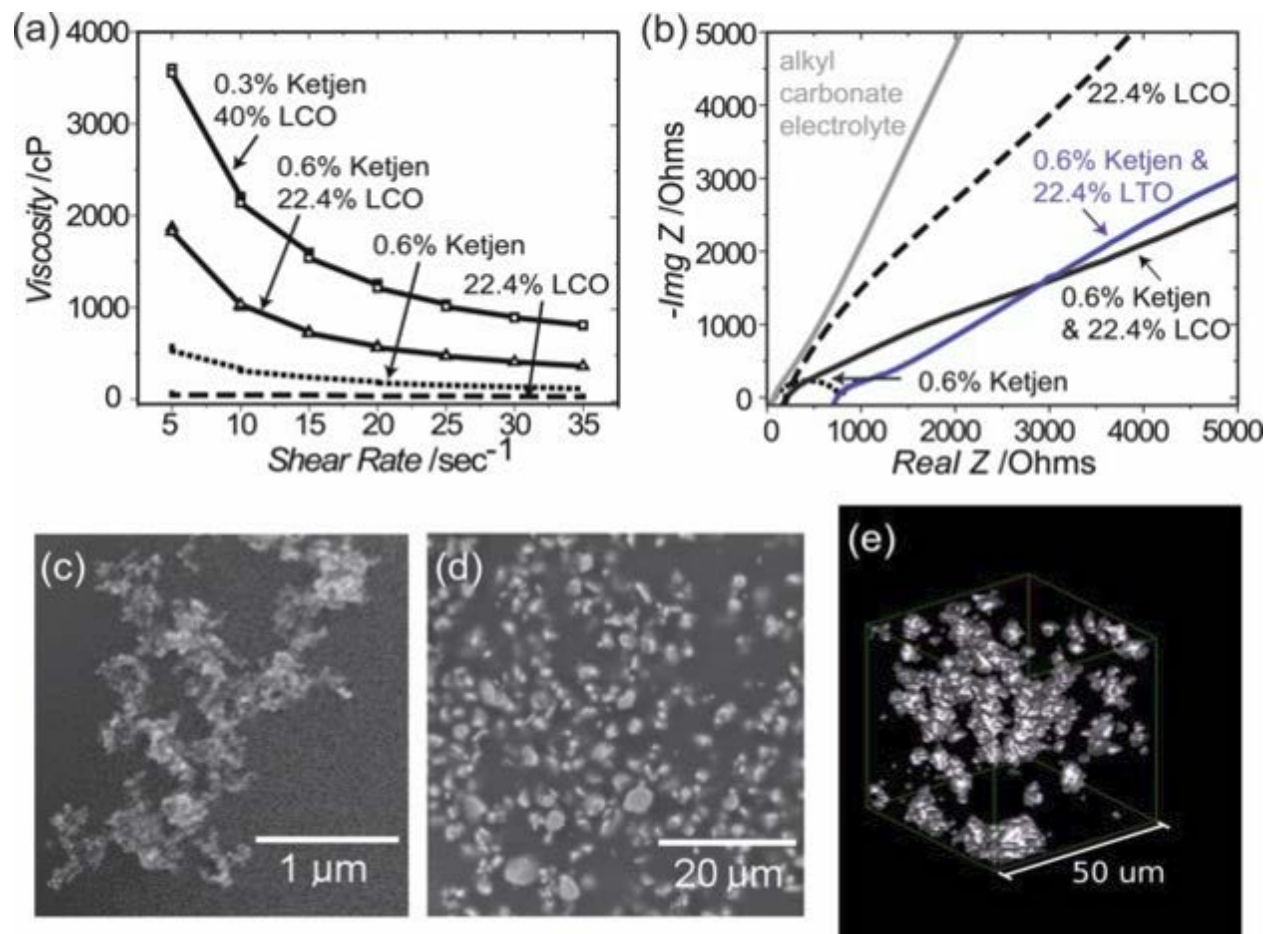 (a)
4000
3000
2000
1000
0
Viscosity /cP
0.3% Ketjen
40% LCO
0.6% Ketjen
22.4% LCO
0.6% Ketjen
22.4% LCO
5 10 15 20 25 30 35
Shear Rate /sec-1
(b)
5000
4000
3000
2000
1000
0
-Img Z /Ohms
alkyl
carbonate
electrolyte
22.4% LCO
0.6% Ketjen &
22.4% LTO
0.6% Ketjen
& 22.4% LCO
0.6% Ketjen
0 1000 2000 3000 4000 5000
Real Z /Ohms
(c)
1 μm
(d)
20 μm
(e)
50 um